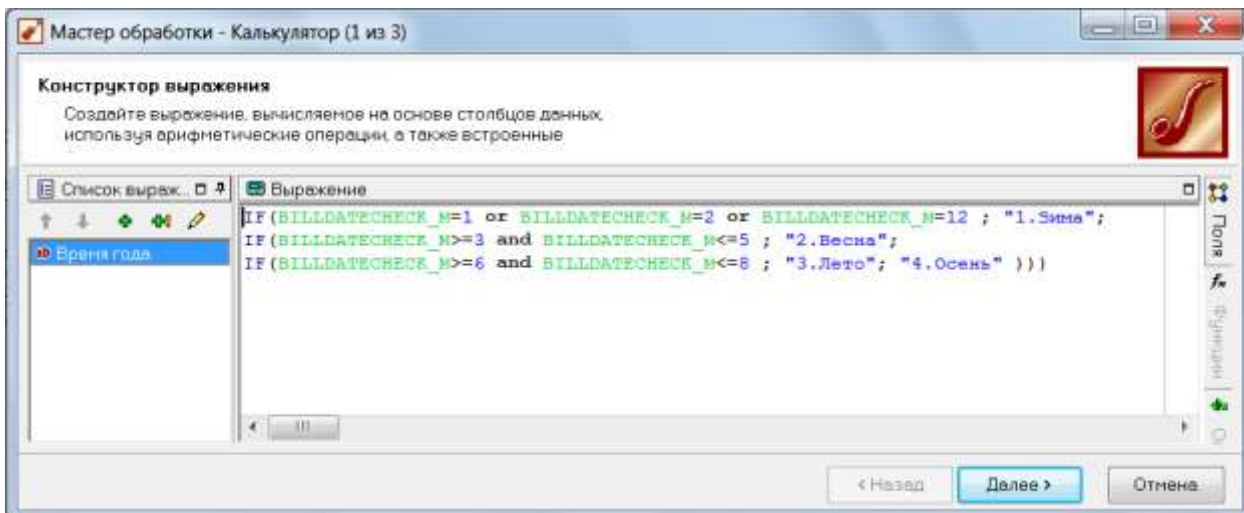 Мастер обработки - Калькулятор (1 из 3)
Конструктор выражения
Создайте выражение, вычисляемое на основе столбцов данных,
используя арифметические операции, а также встроенные
Список выраж...
Выражение
Время года
IF(BILLDATECHECK_M=1 or BILLDATECHECK_M=2 or BILLDATECHECK_M=12 ; "1.Зима";
IF(BILLDATECHECK_M>=3 and BILLDATECHECK_M<=5 ; "2.Весна";
IF(BILLDATECHECK_M>=6 and BILLDATECHECK_M<=8 ; "3.Лето"; "4.Осень" )))
Поля
Функции
< Назад
Далее >
Отмена